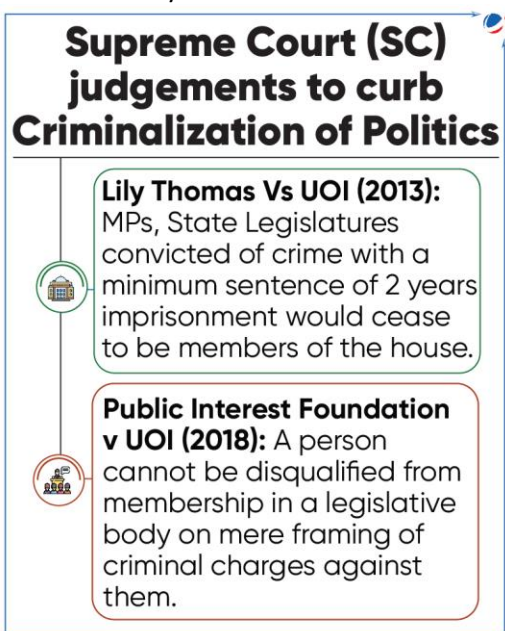 Supreme Court (SC)
judgements to curb
Criminalization of Politics
Lily Thomas Vs UOI (2013):
MPs, State Legislatures
convicted of crime with a
minimum sentence of 2 years
imprisonment would cease
to be members of the house.
Public Interest Foundation
v UOI (2018): A person
cannot be disqualified from
membership in a legislative
body on mere framing of
criminal charges against
them.